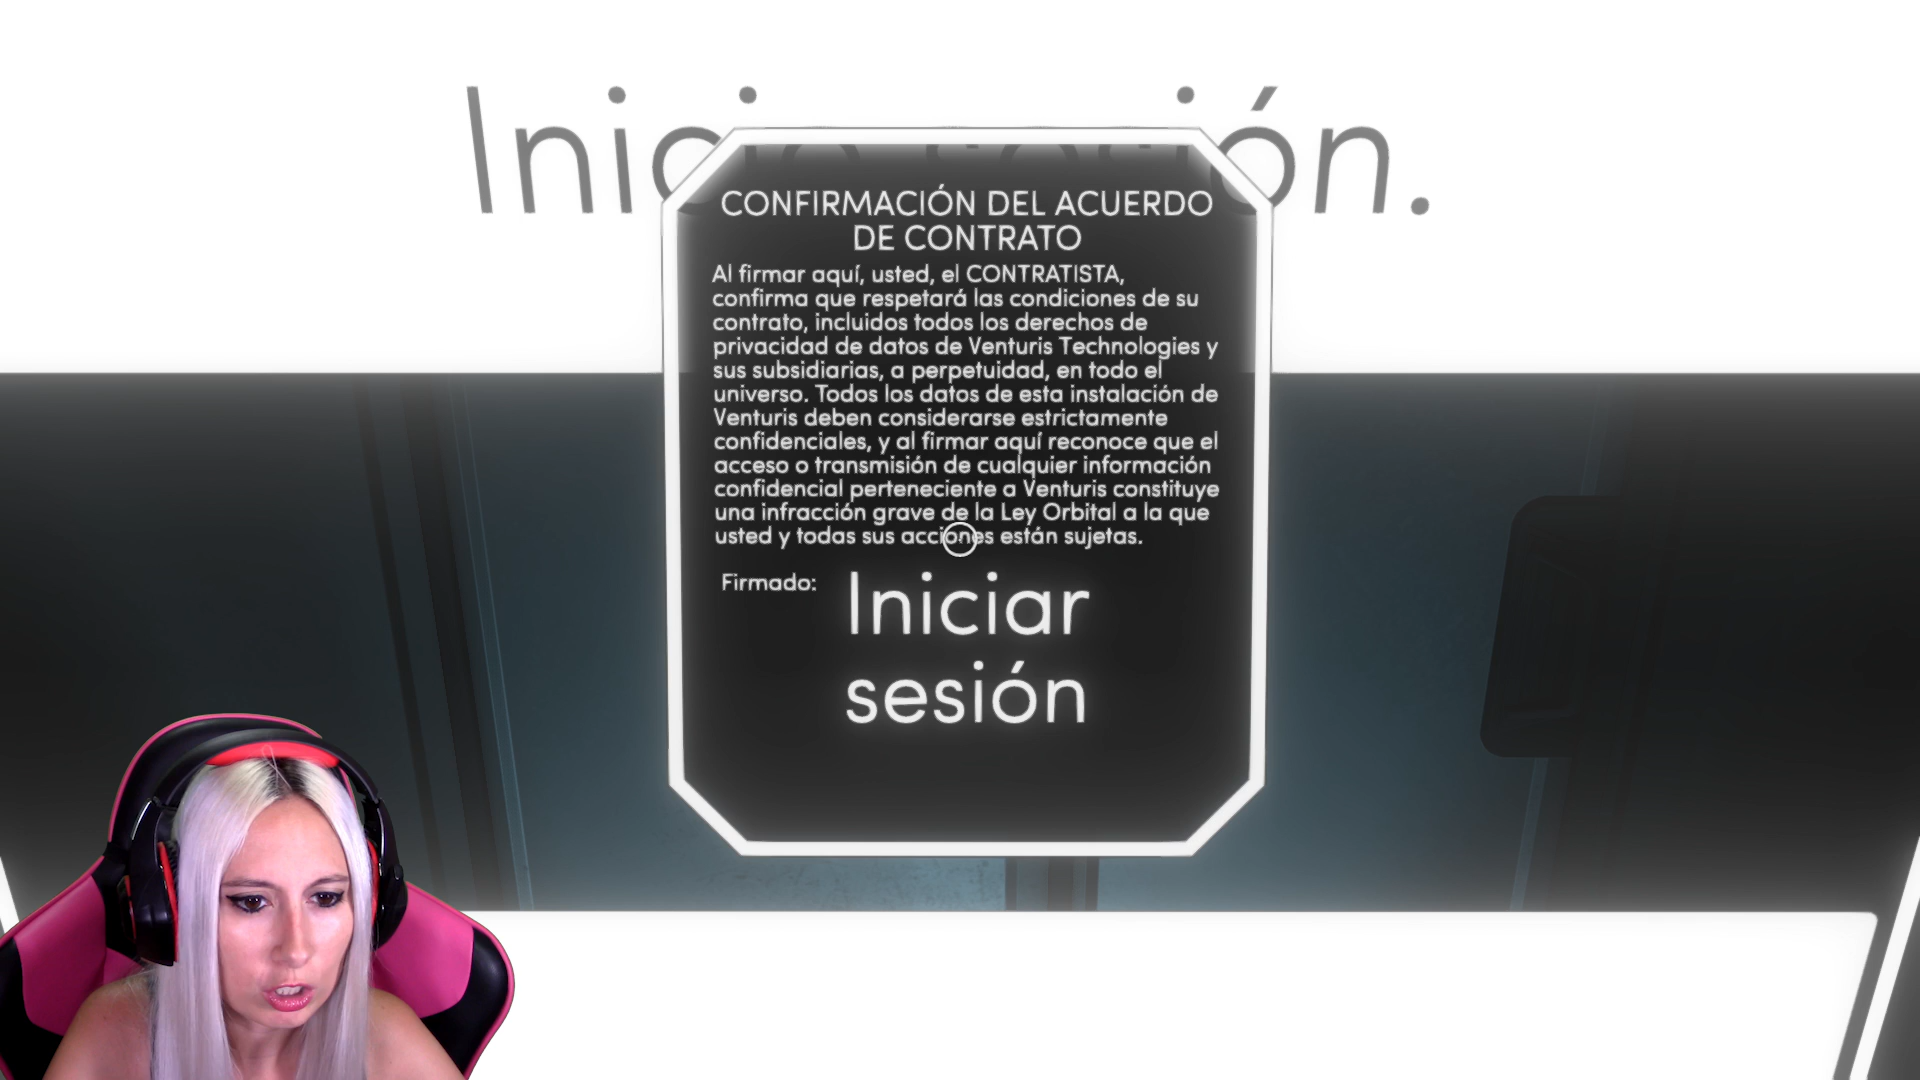 Inicio sesión.
CONFIRMACIÓN DEL ACUERDO
DE CONTRATO
Al firmar aquí, usted, el CONTRATISTA,
confirma que respetará las condiciones de su
contrato, incluidos todos los derechos de
privacidad de datos de Venturis Technologies y
sus subsidiarias, a perpetuidad, en todo el
universo. Todos los datos de esta instalación de
Venturis deben considerarse estrictamente
confidenciales, y al firmar aquí reconoce que el
acceso o transmisión de cualquier información
confidencial perteneciente a Venturis constituye
una infracción grave de la Ley Orbital a la que
usted y todas sus acciones están sujetas.
Firmado:
Iniciar
sesión